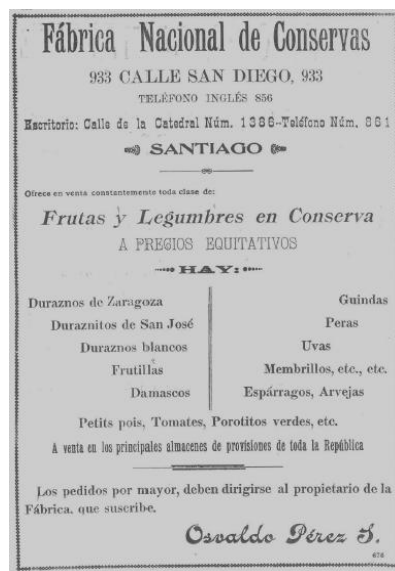 Fábrica Nacional de Conservas
933 CALLE SAN DIEGO, 933
TELÉFONO INGLÉS 856
Escritorio: Calle de la Catedral Núm. 1386--Teléfono Núm. 861
SANTIAGO
Ofrece en venta constantemente toda clase de:
Frutas y Legumbres en Conserva
A PRECIOS EQUITATIVOS
HAY:
Duraznos de Zaragoza
Duraznitos de San José
Duraznos blancos
Frutillas
Damascos
Guindas
Peras
Uvas
Membrillos, etc., etc.
Espárragos, Arvejas
Petits pois, Tomates, Porotitos verdes, etc.
A venta en los principales almacenes de provisiones de toda la República
Los pedidos por mayor, deben dirigirse al propietario de la
Fábrica, que suscribe.
Osvaldo Pérez S.